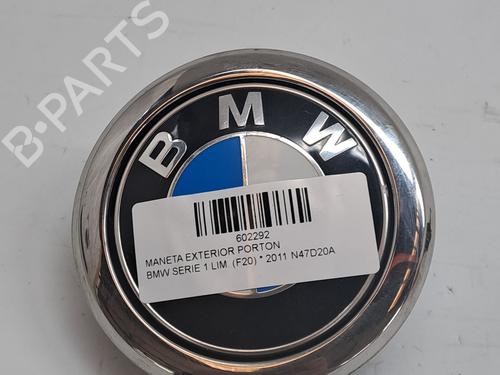 B-PARTS
BMW
602292
MANETA EXTERIOR PORTON
BMW SERIE 1 LIM. (F20) * 2011 N47D20A